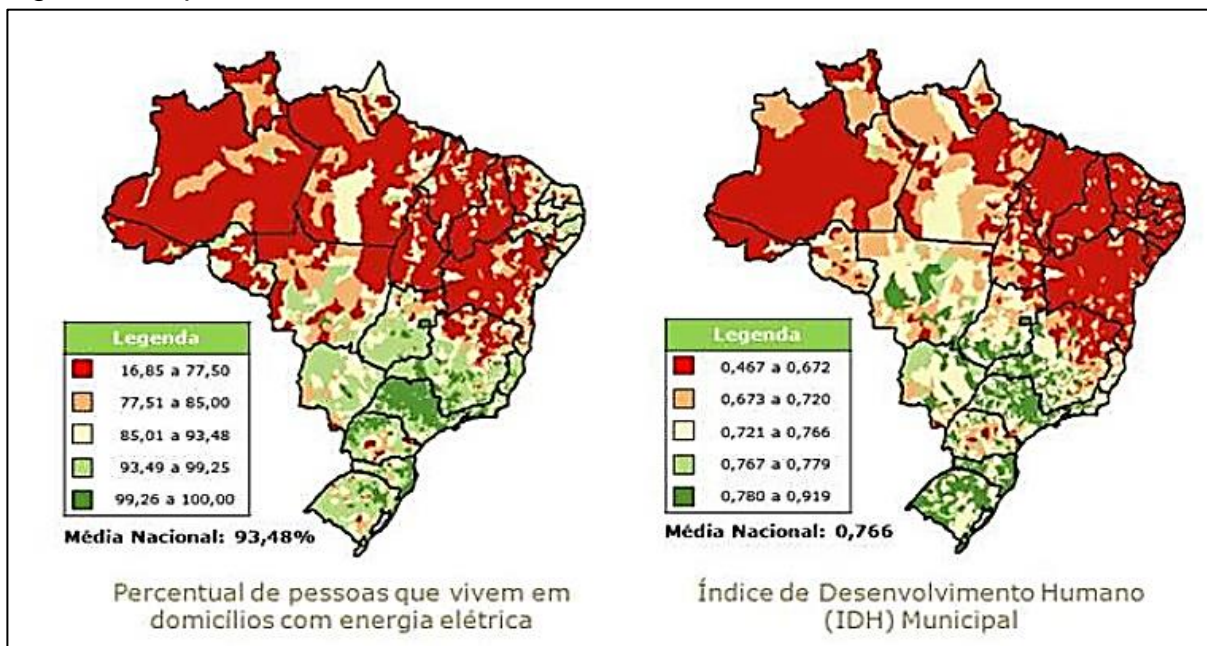 Legenda
16,85 a 77,50
77,51 a 85,00
85,01 a 93,48
93,49 a 99,25
99,26 a 100,00
Média Nacional: 93,48%
Percentual de pessoas que vivem em
domicílios com energia elétrica
Legenda
0,467 a 0,672
0,673 a 0,720
0,721 a 0,766
0,767 a 0,779
0,780 a 0,919
Média Nacional: 0,766
Índice de Desenvolvimento Humano
(IDH) Municipal